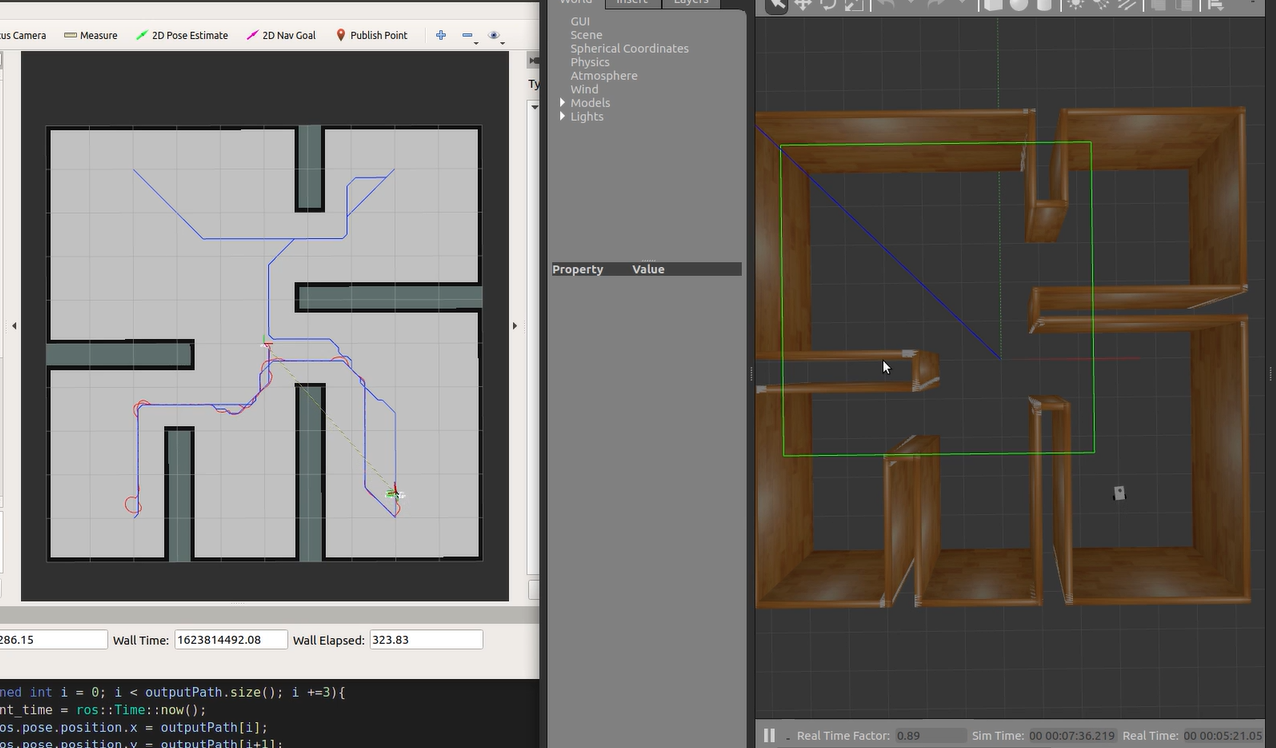 Focus Camera
Measure
2D Pose Estimate
2D Nav Goal
Publish Point
Ty
286.15
Wall Time:
1623814492.08
Wall Elapsed:
323.83
ned int i = 0; i < outputPath.size(); i +=3){
nt_time = ros::Time::now();
os.pose.position.x = outputPath[i];
os.pose.position.y = outputPath[i+1];
World
Insert
Layers
GUI
Scene
Spherical Coordinates
Physics
Atmosphere
Wind
Models
Lights
Property
Value
Real Time Factor:
0.89
Sim Time:
00 00:07:36.219
Real Time:
00 00:05:21.05